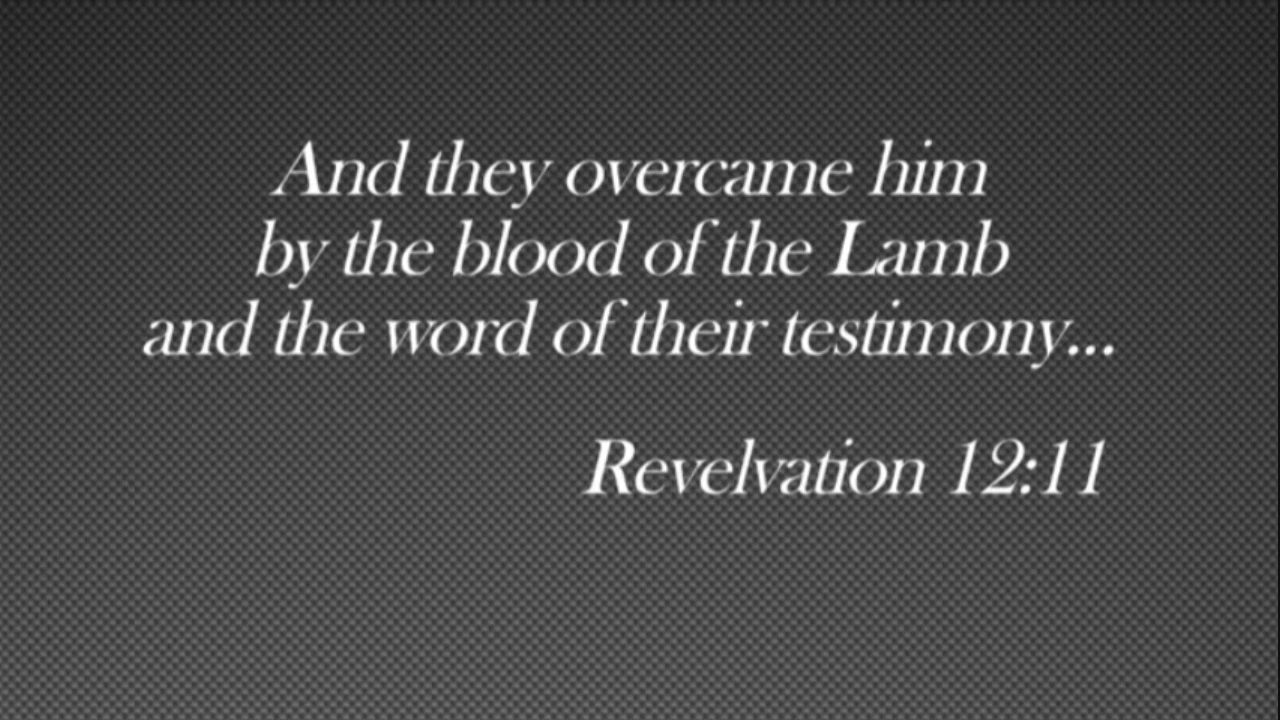 And they overcame him
by the blood of the Lamb
and the word of their testimony...
Revelvation 12:11